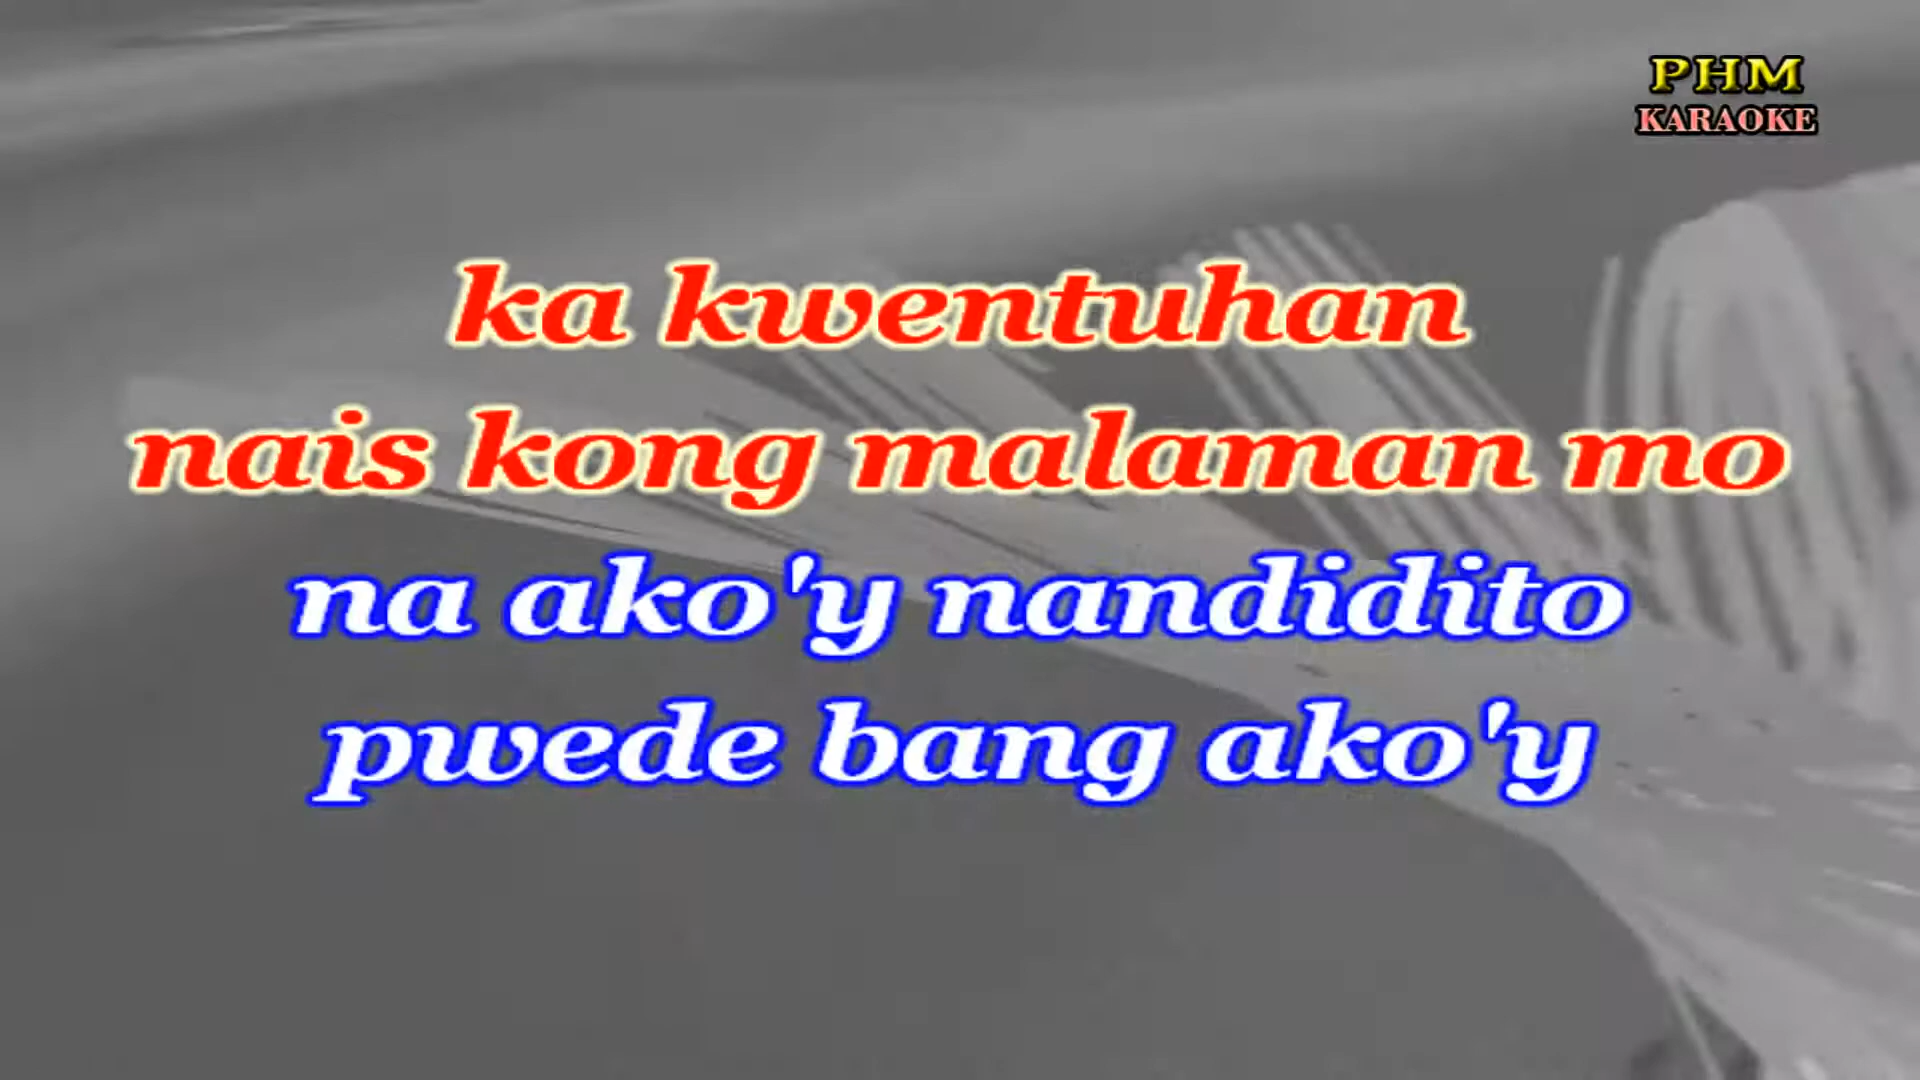 PHM
KARAOKE
ka kwentuhan
nais kong malaman mo
na ako'y nandidito
pwede bang ako'y